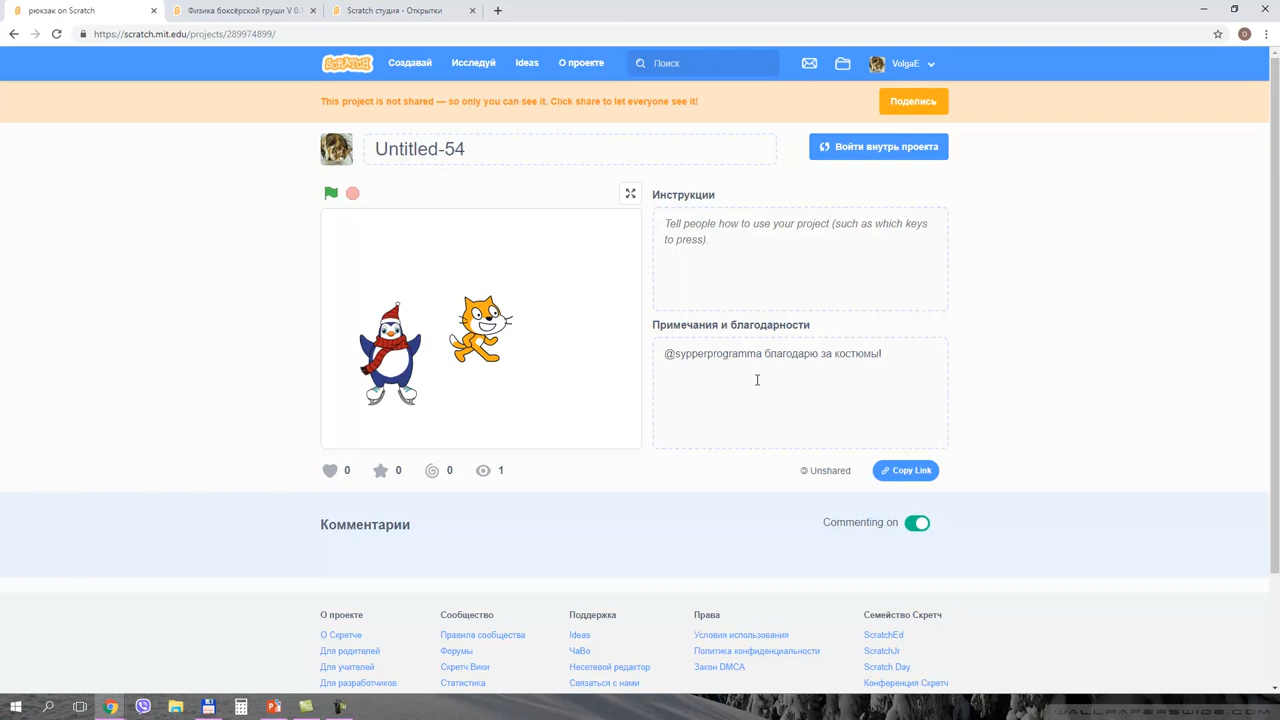 рюкзак on Scratch
Физика боксёрской груши V 0.
Scratch студия - Открытки
https://scratch.mit.edu/projects/289974899/
SCRATCH
Создавай
Исследуй
Ideas
О проекте
Поиск
VolgaE
This project is not shared — so only you can see it. Click share to let everyone see it!
Поделись
Untitled-54
Войти внутрь проекта
Инструкции
Tell people how to use your project (such as which keys
to press).
Примечания и благодарности
@sypperprogramma благодарю за костюмы!
0
0
0
1
Unshared
Copy Link
Комментарии
Commenting on
О проекте
Сообщество
Поддержка
Права
Семейство Скретч
О Скретче
Правила сообщества
Ideas
Условия использования
ScratchEd
Для родителей
Форумы
ЧаВо
Политика конфиденциальности
ScratchJr
Для учителей
Скретч Вики
Несетевой редактор
Закон DMCA
Scratch Day
Для разработчиков
Статистика
Связаться с нами
Конференция Скретч
WALLPAPERSWIDE.COM